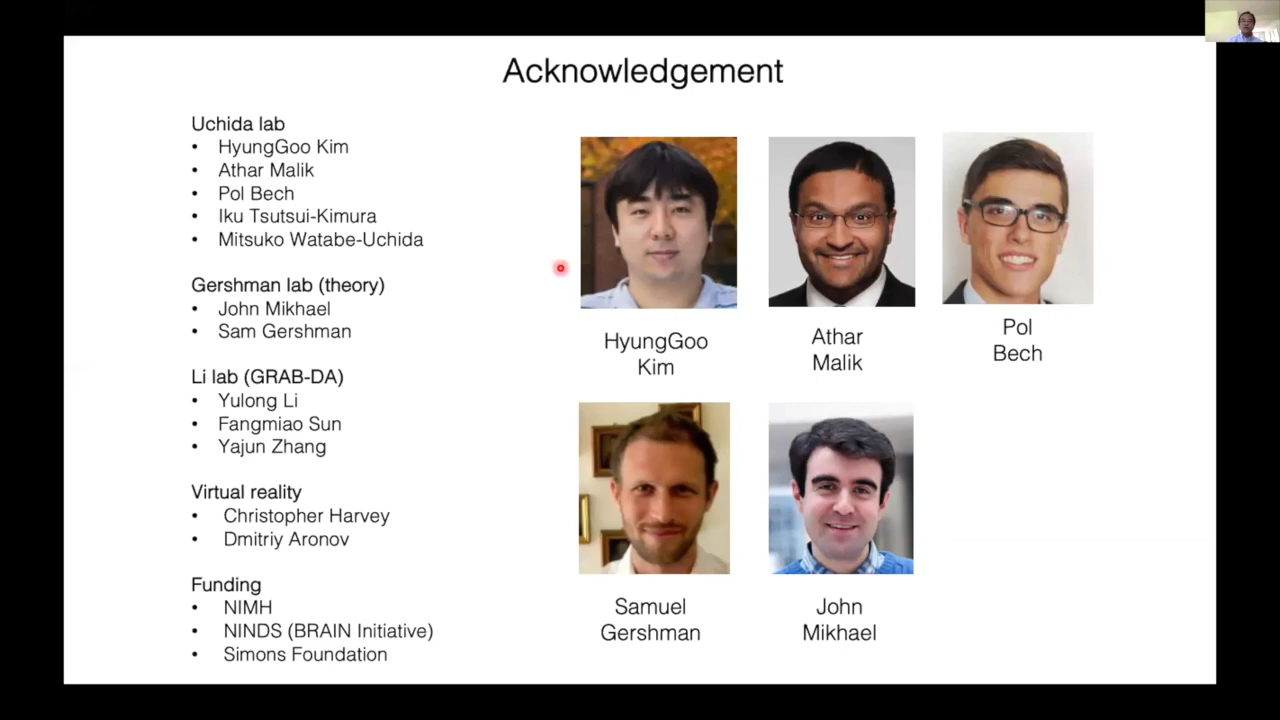 Acknowledgement
Uchida lab
• HyungGoo Kim
• Athar Malik
• Pol Bech
• Iku Tsutsui-Kimura
• Mitsuko Watabe-Uchida
Gershman lab (theory)
• John Mikhael
• Sam Gershman
Li lab (GRAB-DA)
• Yulong Li
• Fangmiao Sun
• Yajun Zhang
Virtual reality
• Christopher Harvey
• Dmitriy Aronov
Funding
• NIMH
• NINDS (BRAIN Initiative)
• Simons Foundation
HyungGoo
Kim
Athar
Malik
Pol
Bech
Samuel
Gershman
John
Mikhael